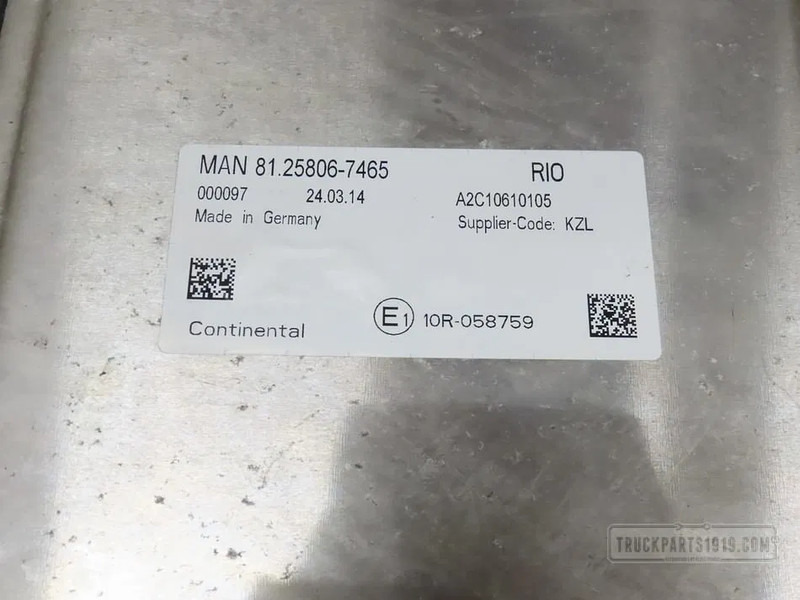 MAN 81.25806-7465 RIO
000097 24.03.14 A2C10610105
Made in Germany Supplier-Code: KZL
Continental E1 10R-058759
TRUCKPARTS1919.COM